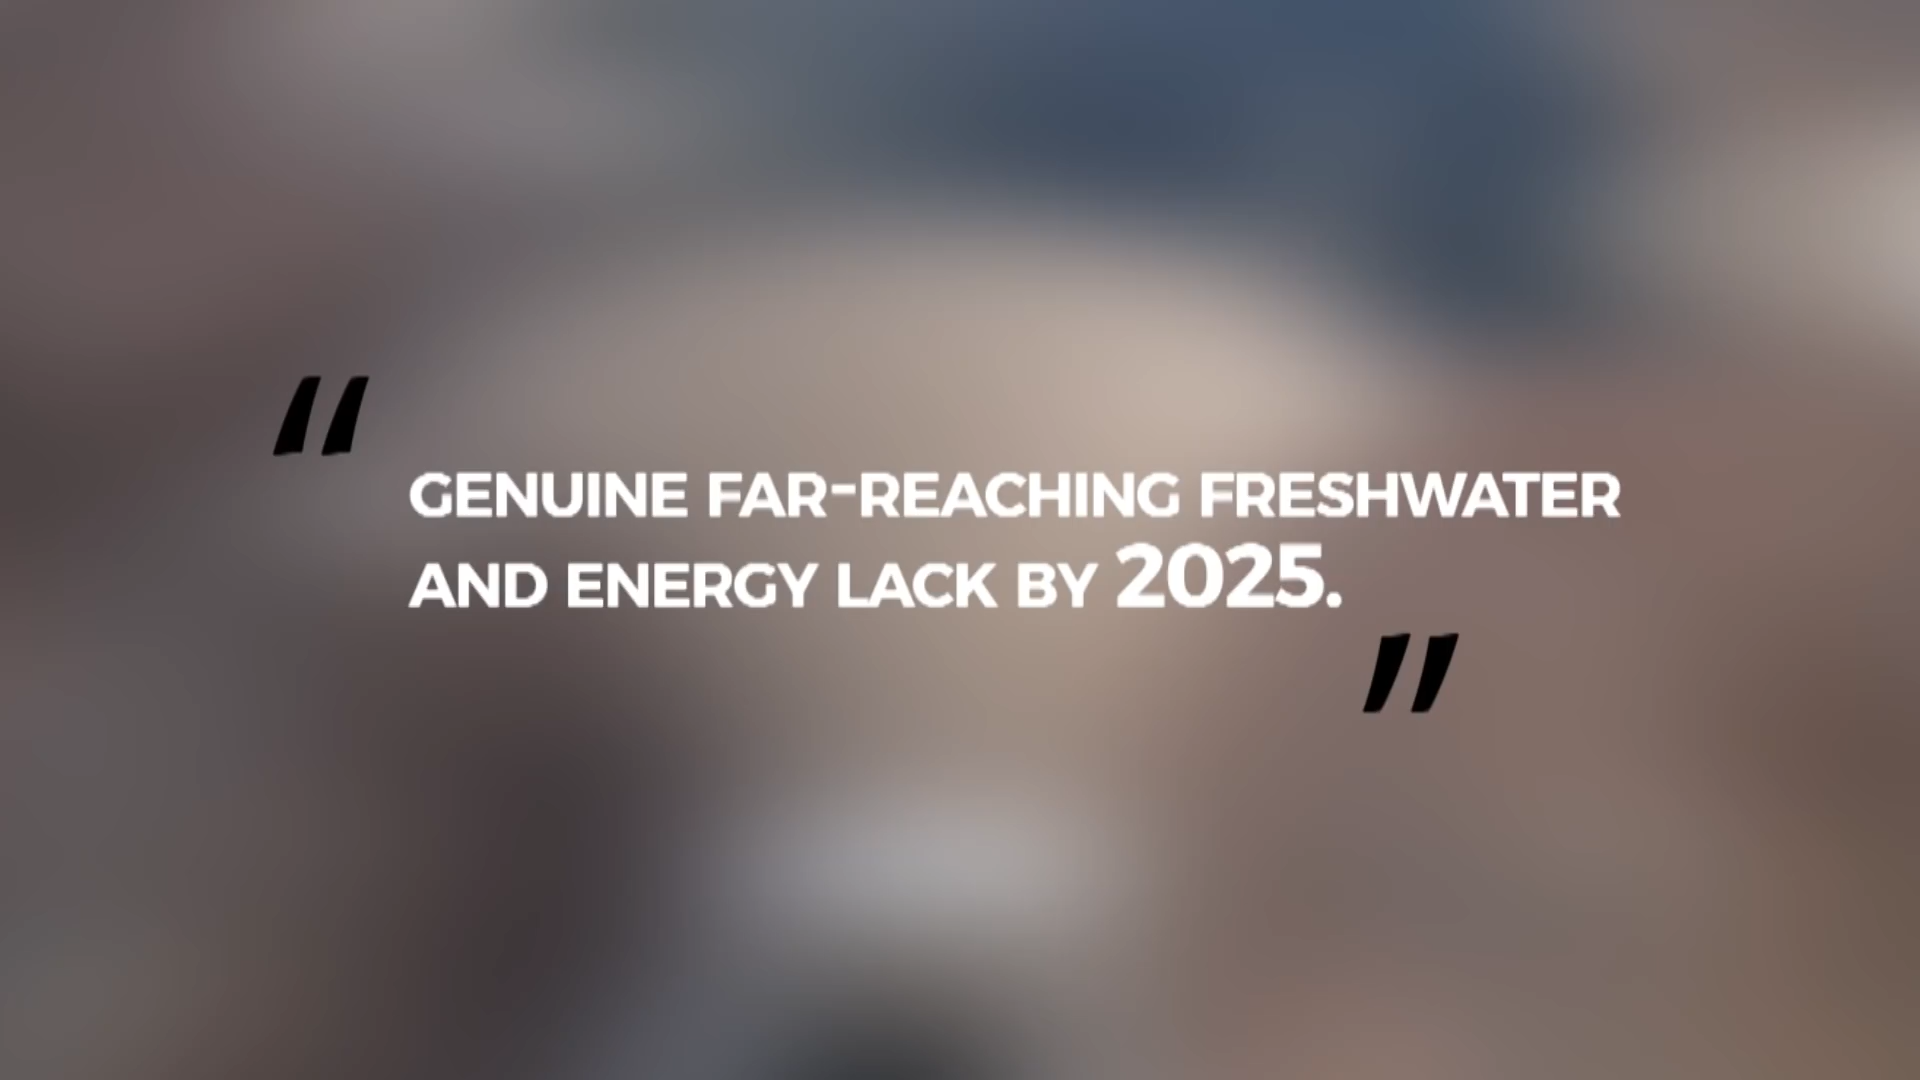 “
GENUINE FAR-REACHING FRESHWATER
AND ENERGY LACK BY 2025.
”